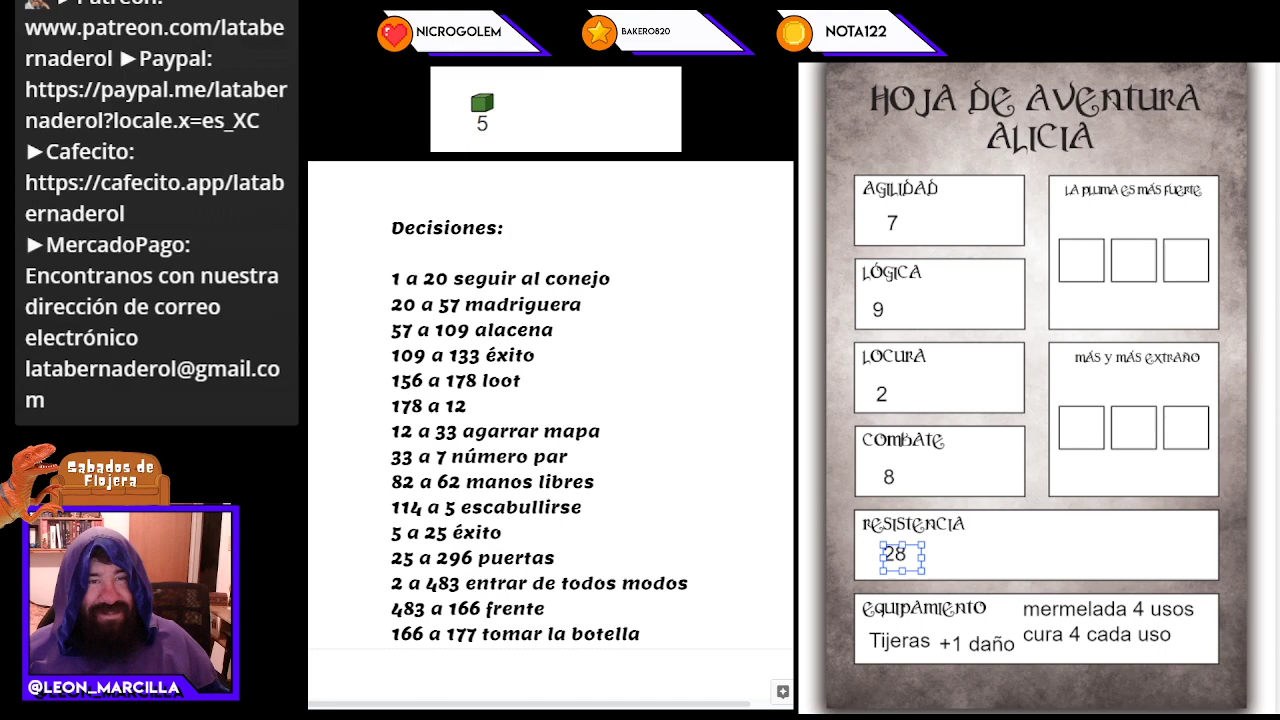 ►Patreon:
www.patreon.com/latabe
rnaderol ►Paypal:
https://paypal.me/lataber
naderol?locale.x=es_XC
►Cafecito:
https://cafecito.app/latab
ernaderol
►MercadoPago:
Encontranos con nuestra
dirección de correo
electrónico
latabernaderol@gmail.co
m
Sabados de
Flojera
@LEON_MARCILLA
NICROGOLEM
BAKERO820
NOTA122
5
Decisiones:
1 a 20 seguir al conejo
20 a 57 madriguera
57 a 109 alacena
109 a 133 éxito
156 a 178 loot
178 a 12
12 a 33 agarrar mapa
33 a 7 número par
82 a 62 manos libres
114 a 5 escabullirse
5 a 25 éxito
25 a 296 puertas
2 a 483 entrar de todos modos
483 a 166 frente
166 a 177 tomar la botella
HOJA DE AVENTURA
ALICIA
AGILIDAD
7
LÓGICA
9
LOCURA
2
COMBATE
8
LA PLUMA ES MÁS FUERTE
MÁS Y MÁS EXTRAÑO
RESISTENCIA
28
EQUIPAMIENTO
Tijeras +1 daño
mermelada 4 usos
cura 4 cada uso